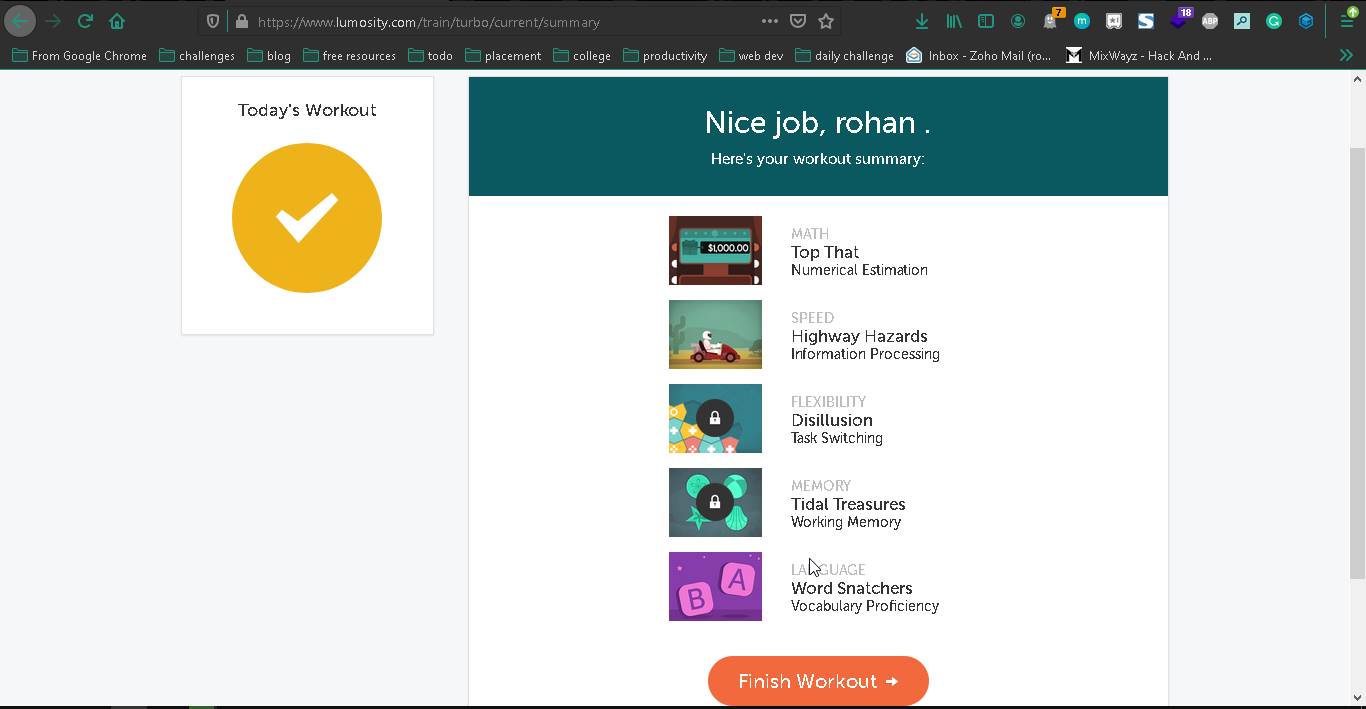 https://www.lumosity.com/train/turbo/current/summary
7
18
ABP
From Google Chrome
challenges
blog
free resources
todo
placement
college
productivity
web dev
daily challenge
Inbox - Zoho Mail (ro...
MixWayz - Hack And ...
Today's Workout
Nice job, rohan .
Here's your workout summary:
$1,000.00
MATH
Top That
Numerical Estimation
SPEED
Highway Hazards
Information Processing
FLEXIBILITY
Disillusion
Task Switching
MEMORY
Tidal Treasures
Working Memory
B A
LANGUAGE
Word Snatchers
Vocabulary Proficiency
Finish Workout